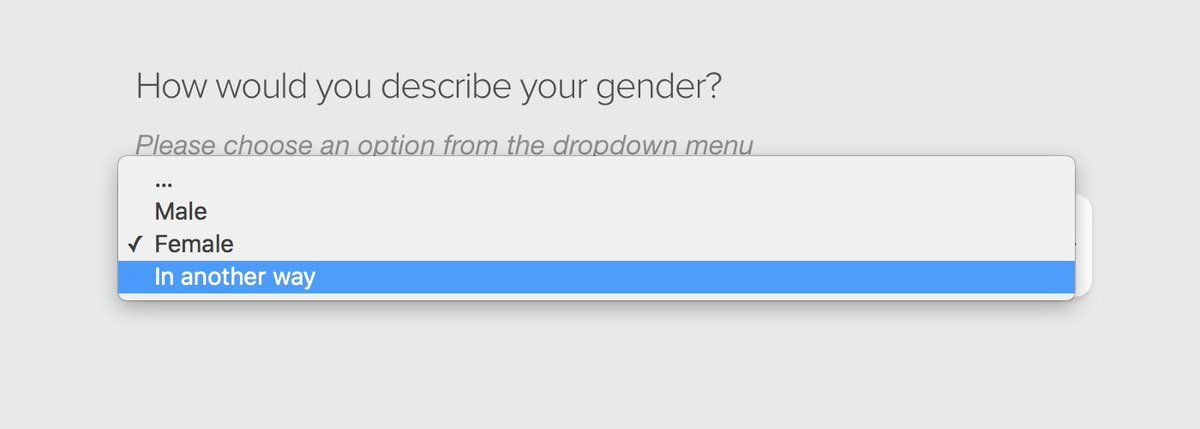 How would you describe your gender?
Please choose an option from the dropdown menu
...
Male
✓ Female
In another way